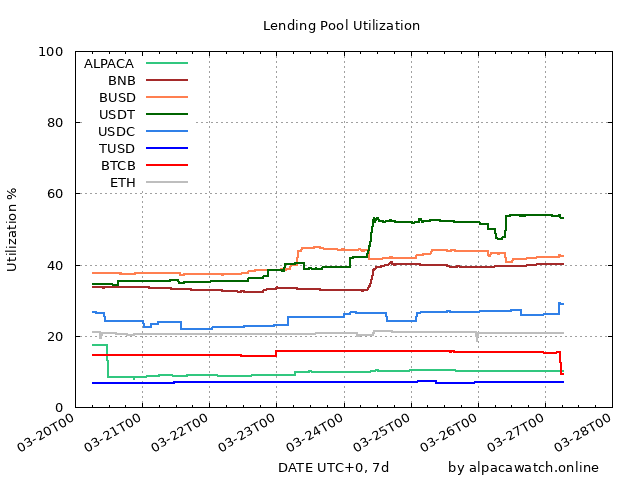 Lending Pool Utilization
100
80
60
40
20
0
Utilization %
ALPACA
BNB
BUSD
USDT
USDC
TUSD
BTCB
ETH
03-20T00
03-21T00
03-22T00
03-23T00
03-24T00
03-25T00
03-26T00
03-27T00
03-28T00
DATE UTC+0, 7d by alpacawatch.online